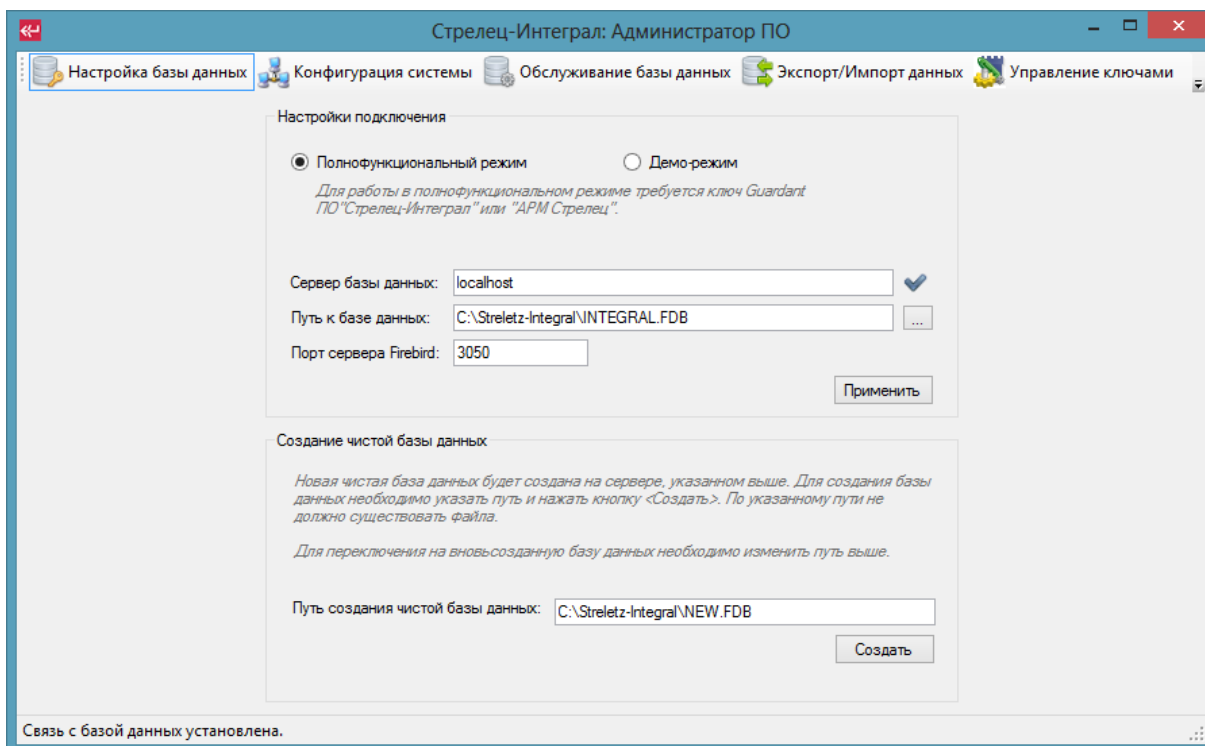 Стрелец-Интеграл: Администратор ПО
Настройка базы данных Конфигурация системы Обслуживание базы данных Экспорт/Импорт данных Управление ключами
Настройки подключения
Полнофункциональный режим Демо-режим
Для работы в полнофункциональном режиме требуется ключ Guardant
ПО"Стрелец-Интеграл" или "АРМ Стрелец".
Сервер базы данных: localhost
Путь к базе данных: C:\Streletz-Integral\INTEGRAL.FDB ...
Порт сервера Firebird: 3050
Применить
Создание чистой базы данных
Новая чистая база данных будет создана на сервере, указанном выше. Для создания базы
данных необходимо указать путь и нажать кнопку <Создать>. По указанному пути не
должно существовать файла.
Для переключения на вновьсозданную базу данных необходимо изменить путь выше.
Путь создания чистой базы данных: C:\Streletz-Integral\NEW.FDB
Создать
Связь с базой данных установлена.